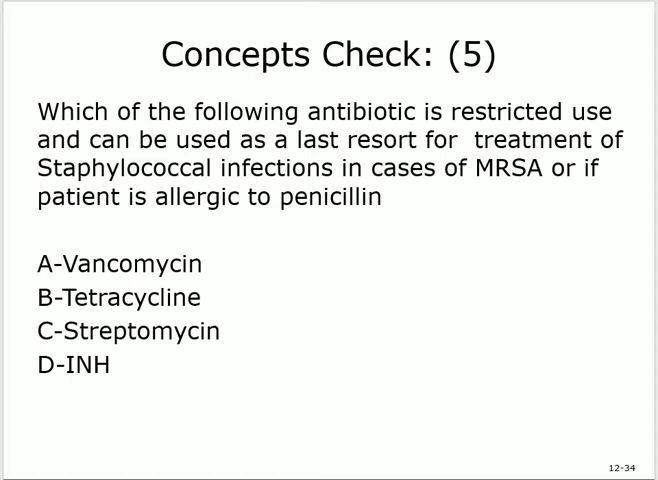 Concepts Check: (5)
Which of the following antibiotic is restricted use
and can be used as a last resort for  treatment of
Staphylococcal infections in cases of MRSA or if
patient is allergic to penicillin
A-Vancomycin
B-Tetracycline
C-Streptomycin
D-INH
12-34